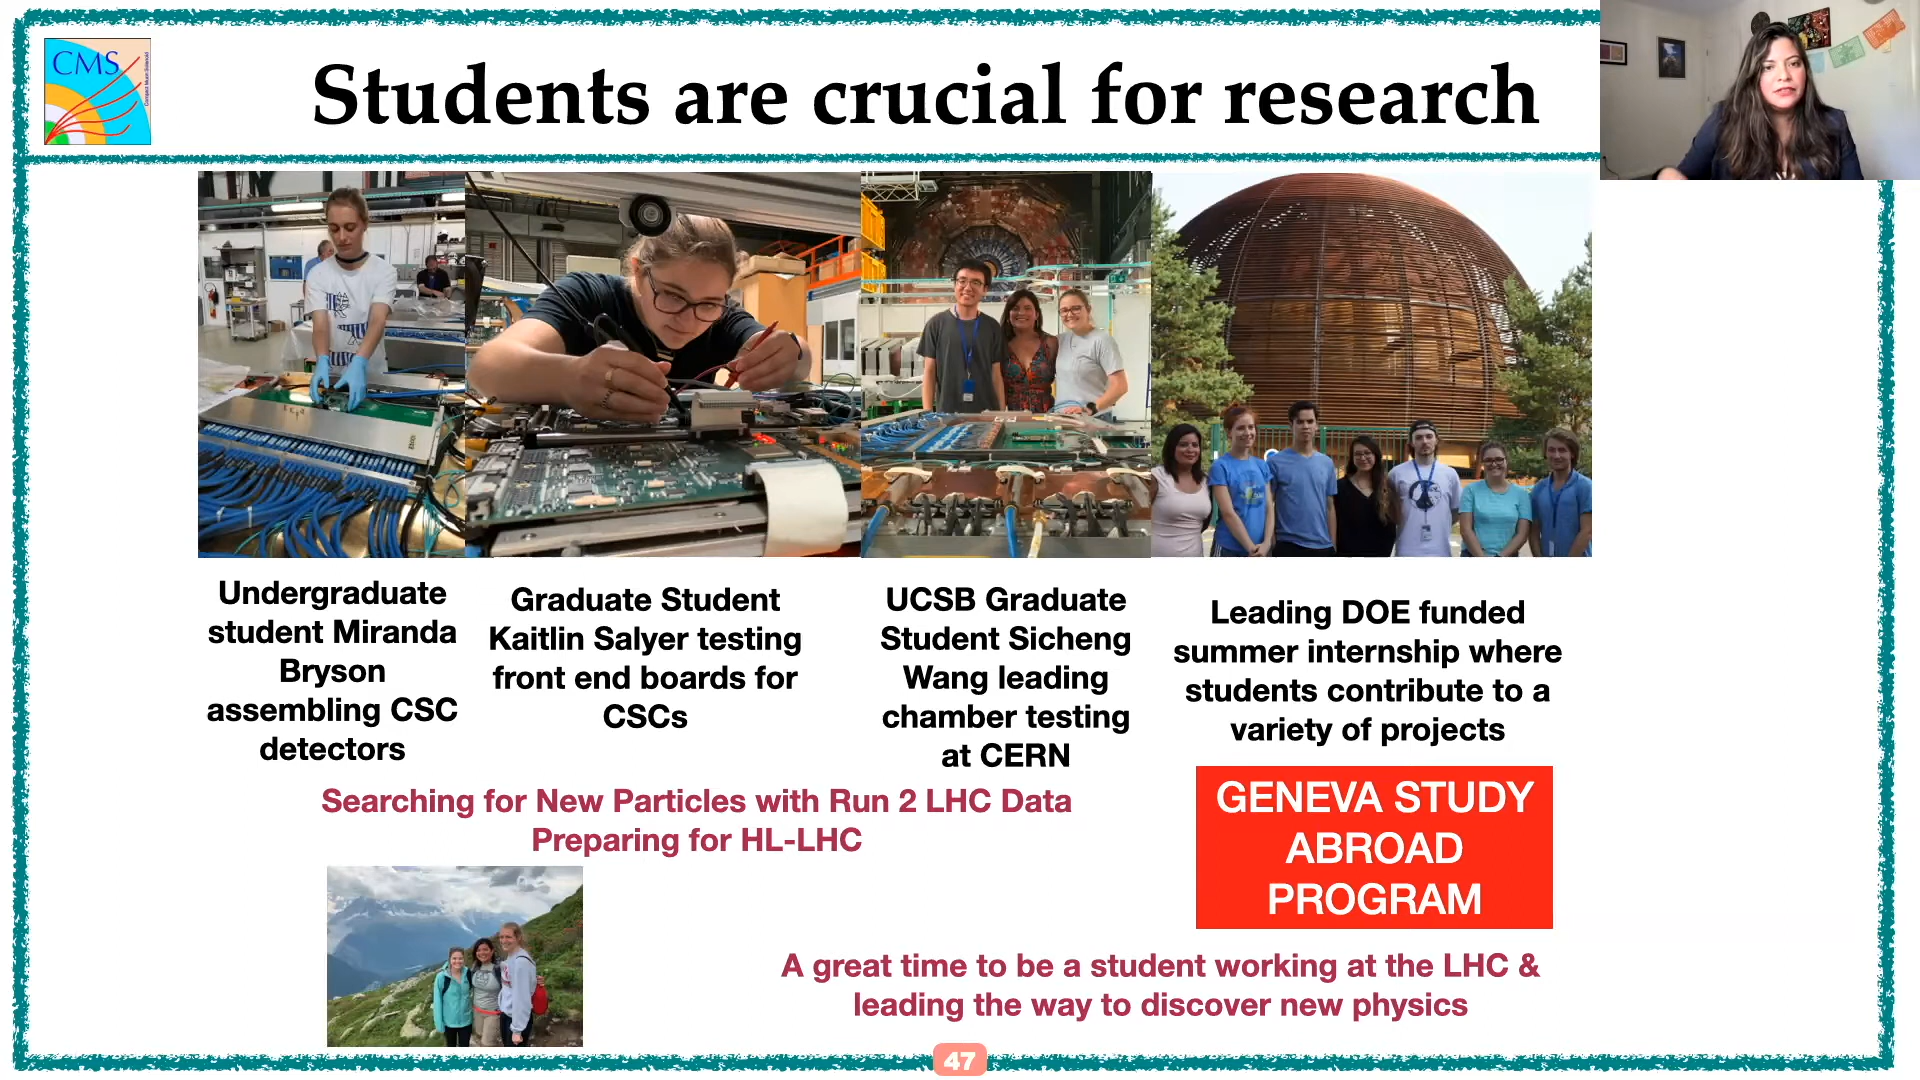 CMS
Compact Muon Solenoid
Students are crucial for research
Undergraduate
student Miranda
Bryson
assembling CSC
detectors
Graduate Student
Kaitlin Salyer testing
front end boards for
CSCs
UCSB Graduate
Student Sicheng
Wang leading
chamber testing
at CERN
Leading DOE funded
summer internship where
students contribute to a
variety of projects
Searching for New Particles with Run 2 LHC Data
Preparing for HL-LHC
GENEVA STUDY
ABROAD
PROGRAM
A great time to be a student working at the LHC &
leading the way to discover new physics
47